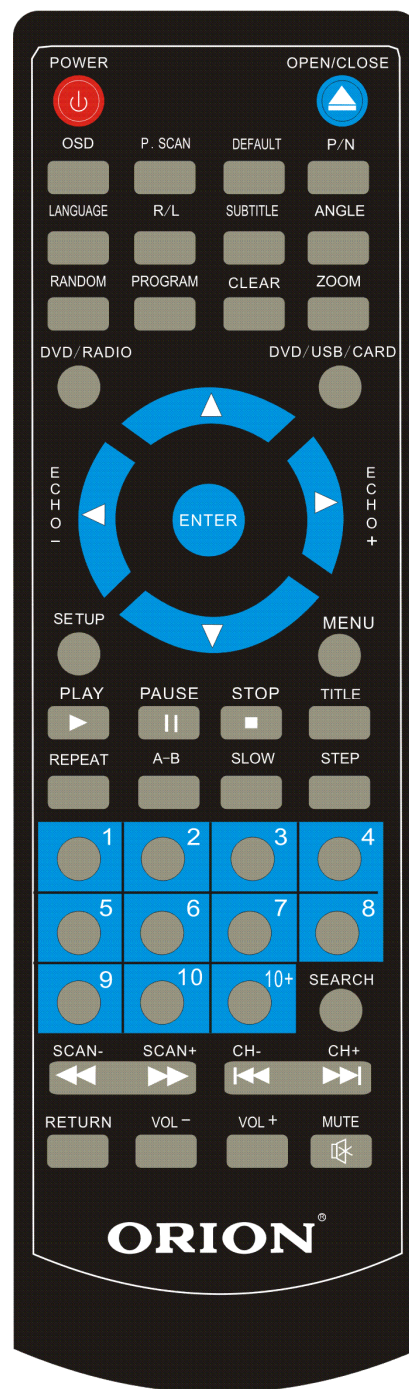 POWER OPEN/CLOSE
OSD P. SCAN DEFAULT P/N
LANGUAGE R/L SUBTITLE ANGLE
RANDOM PROGRAM CLEAR ZOOM
DVD/RADIO DVD/USB/CARD
ECHO- ENTER ECHO+
SETUP MENU
PLAY PAUSE STOP TITLE
REPEAT A-B SLOW STEP
1 2 3 4
5 6 7 8
9 10 10+ SEARCH
SCAN- SCAN+ CH- CH+
RETURN VOL- VOL+ MUTE
ORION®